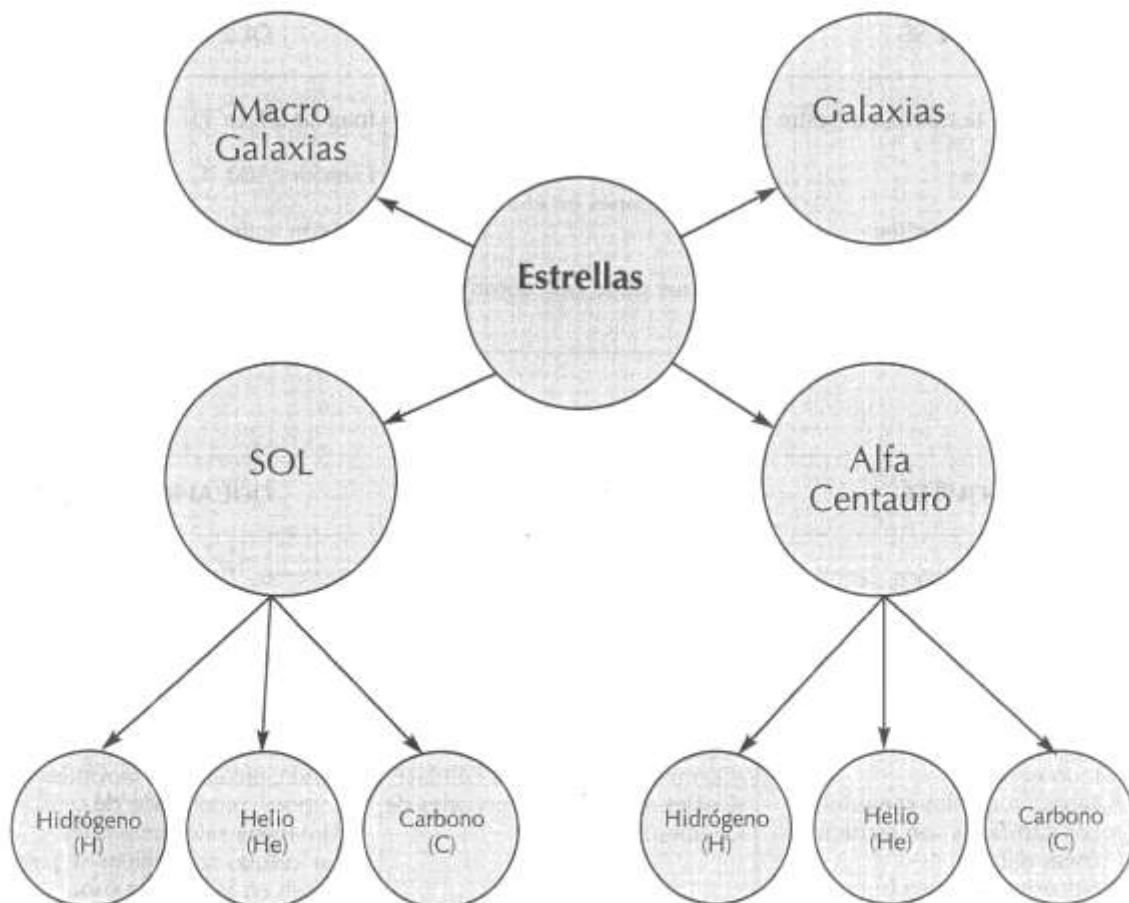 Macro
Galaxias
Galaxias
Estrellas
SOL
Alfa
Centauro
Hidrógeno
(H)
Helio
(He)
Carbono
(C)
Hidrógeno
(H)
Helio
(He)
Carbono
(C)